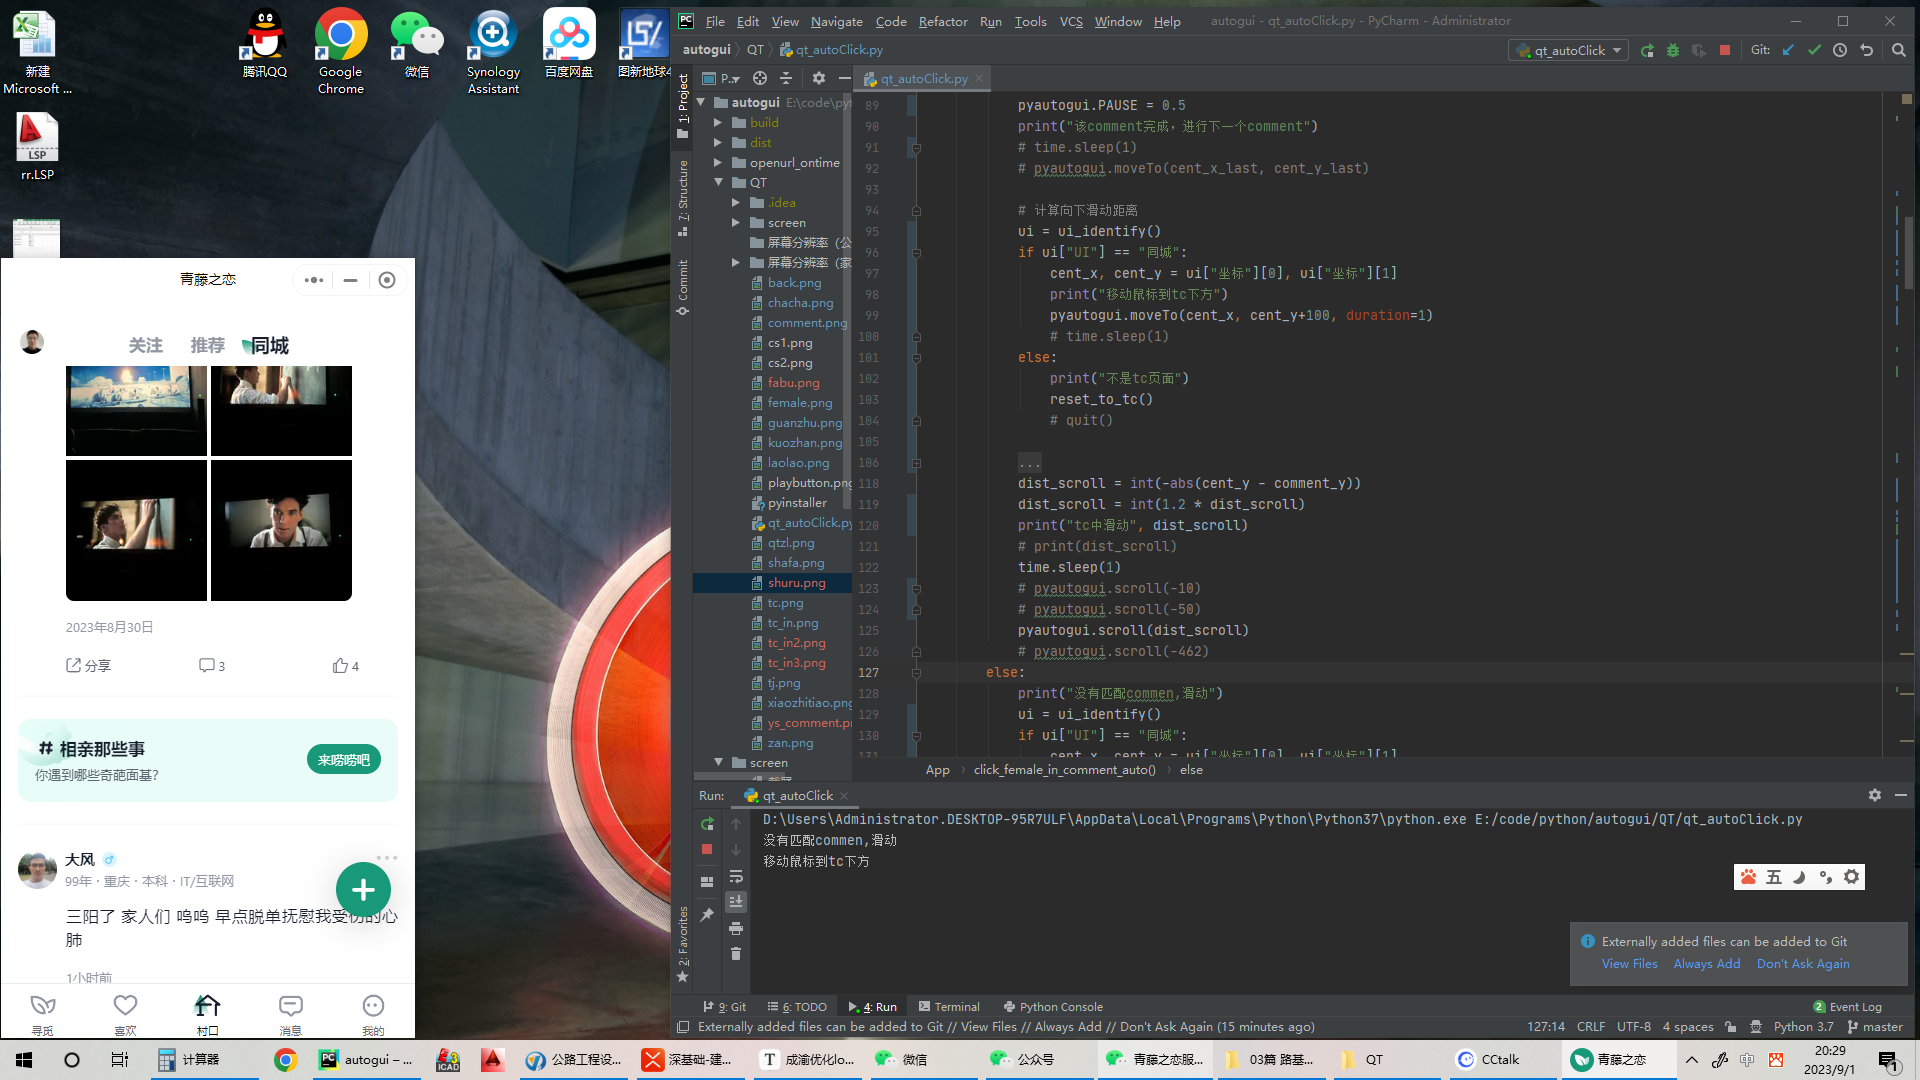 新建
Microsoft ...
腾讯QQ
Google
Chrome
微信
Synology
Assistant
百度网盘
图新地球4
LSP
rr.LSP
青藤之恋
关注
推荐
同城
2023年8月30日
分享
3
4
# 相亲那些事
你遇到哪些奇葩面基?
来唠唠吧
大风
99年 · 重庆 · 本科 · IT/互联网
三阳了 家人们 呜呜 早点脱单抚慰我受伤的心
肺
1小时前
寻觅
喜欢
村口
消息
我的
File Edit View Navigate Code Refactor Run Tools VCS Window Help
autogui - qt_autoClick.py - PyCharm - Administrator
autogui
QT
qt_autoClick.py
qt_autoClick
Git:
P..
qt_autoClick.py
1: Project
7: Structure
Commit
2: Favorites
autogui E:\code\pyt
build
dist
openurl_ontime
QT
.idea
screen
屏幕分辨率（公
屏幕分辨率（家
back.png
chacha.png
comment.png
cs1.png
cs2.png
fabu.png
female.png
guanzhu.png
kuozhan.png
laolao.png
playbutton.png
pyinstaller
qt_autoClick.py
qtzl.png
shafa.png
shuru.png
tc.png
tc_in.png
tc_in2.png
tc_in3.png
tj.png
xiaozhitiao.png
ys_comment.pr
zan.png
screen
89 pyautogui.PAUSE = 0.5
90 print("该comment完成，进行下一个comment")
91 # time.sleep(1)
92 # pyautogui.moveTo(cent_x_last, cent_y_last)
93
94 # 计算向下滑动距离
95 ui = ui_identify()
96 if ui["UI"] == "同城":
97 cent_x, cent_y = ui["坐标"][0], ui["坐标"][1]
98 print("移动鼠标到tc下方")
99 pyautogui.moveTo(cent_x, cent_y+100, duration=1)
100 # time.sleep(1)
101 else:
102 print("不是tc页面")
103 reset_to_tc()
104 # quit()
105
106 ...
118 dist_scroll = int(-abs(cent_y - comment_y))
119 dist_scroll = int(1.2 * dist_scroll)
120 print("tc中滑动", dist_scroll)
121 # print(dist_scroll)
122 time.sleep(1)
123 # pyautogui.scroll(-10)
124 # pyautogui.scroll(-50)
125 pyautogui.scroll(dist_scroll)
126 # pyautogui.scroll(-462)
127 else:
128 print("没有匹配commen,滑动")
129 ui = ui_identify()
130 if ui["UI"] == "同城":
131 cent_x, cent_y = ui["坐标"][0], ui["坐标"][1]
App
click_female_in_comment_auto()
else
Run:
qt_autoClick
D:\Users\Administrator.DESKTOP-95R7ULF\AppData\Local\Programs\Python\Python37\python.exe E:/code/python/autogui/QT/qt_autoClick.py
没有匹配commen,滑动
移动鼠标到tc下方
五
Externally added files can be added to Git
View Files
Always Add
Don't Ask Again
9: Git
6: TODO
4: Run
Terminal
Python Console
2 Event Log
Externally added files can be added to Git // View Files // Always Add // Don't Ask Again (15 minutes ago)
127:14 CRLF UTF-8 4 spaces
Python 3.7
master
计算器
autogui – ...
ICAD
公路工程设...
深基础-建...
成渝优化lo...
微信
公众号
青藤之恋服...
03篇 路基...
QT
CCtalk
青藤之恋
中
20:29
2023/9/1
1